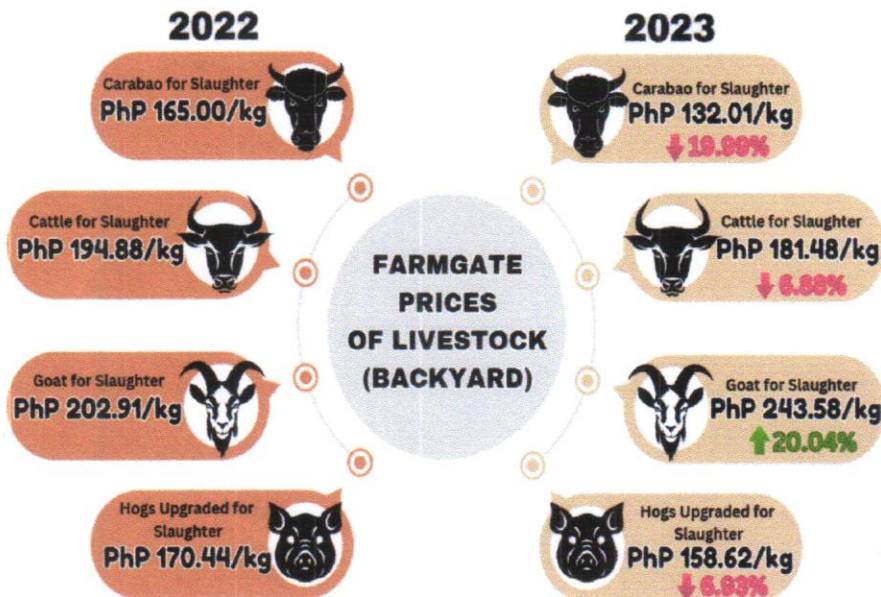 2022
Carabao for Slaughter
PhP 165.00/kg
Cattle for Slaughter
PhP 194.88/kg
Goat for Slaughter
PhP 202.91/kg
Hogs Upgraded for
Slaughter
PhP 170.44/kg
FARMGATE
PRICES
OF LIVESTOCK
(BACKYARD)
2023
Carabao for Slaughter
PhP 132.01/kg
19.99%
Cattle for Slaughter
PhP 181.48/kg
6.88%
Goat for Slaughter
PhP 243.58/kg
20.04%
Hogs Upgraded for
Slaughter
PhP 158.62/kg
6.93%